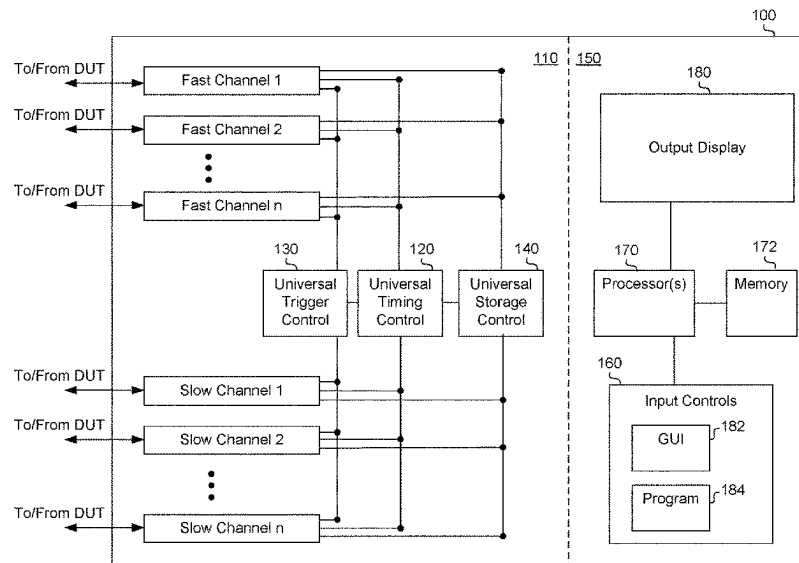 100
To/From DUT
Fast Channel 1
110
150
180
To/From DUT
Fast Channel 2
Output Display
To/From DUT
Fast Channel n
130
120
140
170
172
Universal
Trigger
Control
Universal
Timing
Control
Universal
Storage
Control
Processor(s)
Memory
To/From DUT
Slow Channel 1
160
Input Controls
To/From DUT
Slow Channel 2
GUI
182
Program
184
To/From DUT
Slow Channel n